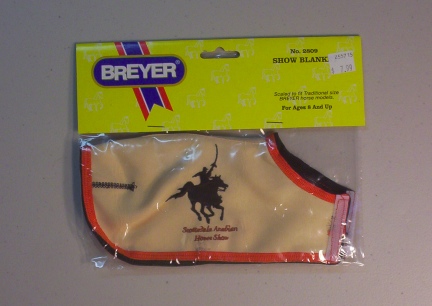 BREYER
No. 2809
SHOW BLANK
Scaled to fit Traditional size
BREYER horse models.
For Ages 8 And Up
Scottsdale Arabian
Horse Show